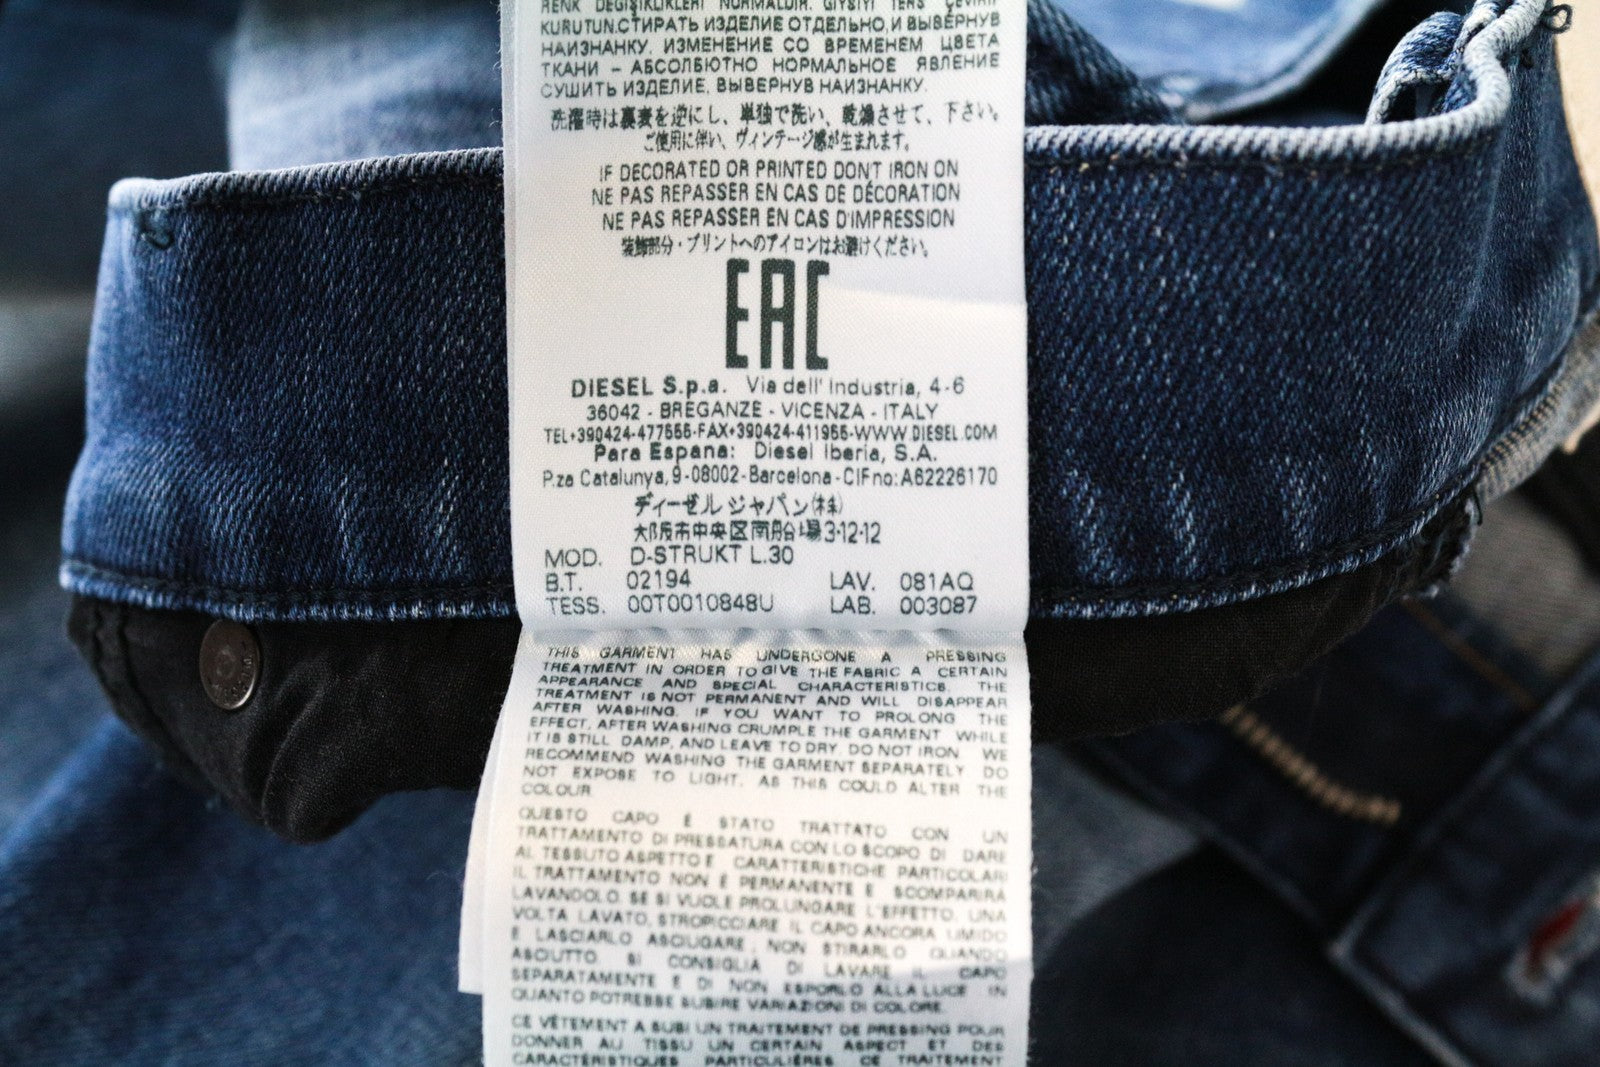 RENK DEĞİŞİKLİKLERİ NORMALDİR. GİYSİYİ TERS ÇEVİRİP
KURUTUN.СТИРАТЬ ИЗДЕЛИЕ ОТДЕЛЬНО,И ВЫВЕРНУВ
НАИЗНАНКУ. ИЗМЕНЕНИЕ СО ВРЕМЕНЕМ ЦВЕТА
ТКАНИ – АБСОЛЮТНО НОРМАЛЬНОЕ ЯВЛЕНИЕ
СУШИТЬ ИЗДЕЛИЕ, ВЫВЕРНУВ НАИЗНАНКУ.
洗濯時は裏表を逆にし、単独で洗い、乾燥させて、下さい。
ご使用に伴い、ヴィンテージ感が生まれます。
IF DECORATED OR PRINTED DON'T IRON ON
NE PAS REPASSER EN CAS DE DÉCORATION
NE PAS REPASSER EN CAS D'IMPRESSION
装飾部分・プリントへのアイロンはお避けください。
EAC
DIESEL S.p.a. Via dell' Industria, 4-6
36042 - BREGANZE - VICENZA - ITALY
TEL+390424-477555-FAX+390424-411955-WWW.DIESEL.COM
Para Espana: Diesel Iberia, S.A.
P.za Catalunya, 9 -08002-Barcelona -CIFno:A62226170
ディーゼル ジャパン(株)
大阪市中央区南船場3-12-12
MOD. D-STRUKT L.30
B.T. 02194 LAV. 081AQ
TESS. 00T0010848U LAB. 003087
THIS GARMENT HAS UNDERGONE A PRESSING
TREATMENT IN ORDER TO GIVE THE FABRIC A CERTAIN
APPEARANCE AND SPECIAL CHARACTERISTICS. THE
TREATMENT IS NOT PERMANENT AND WILL DISAPPEAR
AFTER WASHING. IF YOU WANT TO PROLONG THE
EFFECT, AFTER WASHING CRUMPLE THE GARMENT WHILE
IT IS STILL DAMP, AND LEAVE TO DRY. DO NOT IRON WE
RECOMMEND WASHING THE GARMENT SEPARATELY DO
NOT EXPOSE TO LIGHT. AS THIS COULD ALTER THE
COLOUR
QUESTO CAPO È STATO TRATTATO CON UN
TRATTAMENTO DI PRESSATURA CON LO SCOPO DI DARE
AL TESSUTO ASPETTO E CARATTERISTICHE PARTICOLARI
IL TRATTAMENTO NON È PERMANENTE E SCOMPARIRÀ
LAVANDOLO. SE SI VUOLE PROLUNGARE L'EFFETTO, UNA
VOLTA LAVATO, STROPICCIARE IL CAPO ANCORA UMIDO
E LASCIARLO ASCIUGARE, NON STIRARLO QUANDO
ASCIUTTO SI CONSIGLIA DI LAVARE IL CAPO
SEPARATAMENTE E DI NON ESPORLO ALLA LUCE IN
QUANTO POTREBBE SUBIRE VARIAZIONI DI COLORE.
CE VÊTEMENT A SUBI UN TRAITEMENT DE PRESSING POUR
DONNER AU TISSU UN CERTAIN ASPECT ET DES
CARACTÉRISTIQUES PARTICULIÈRES CE TRAITEMENT